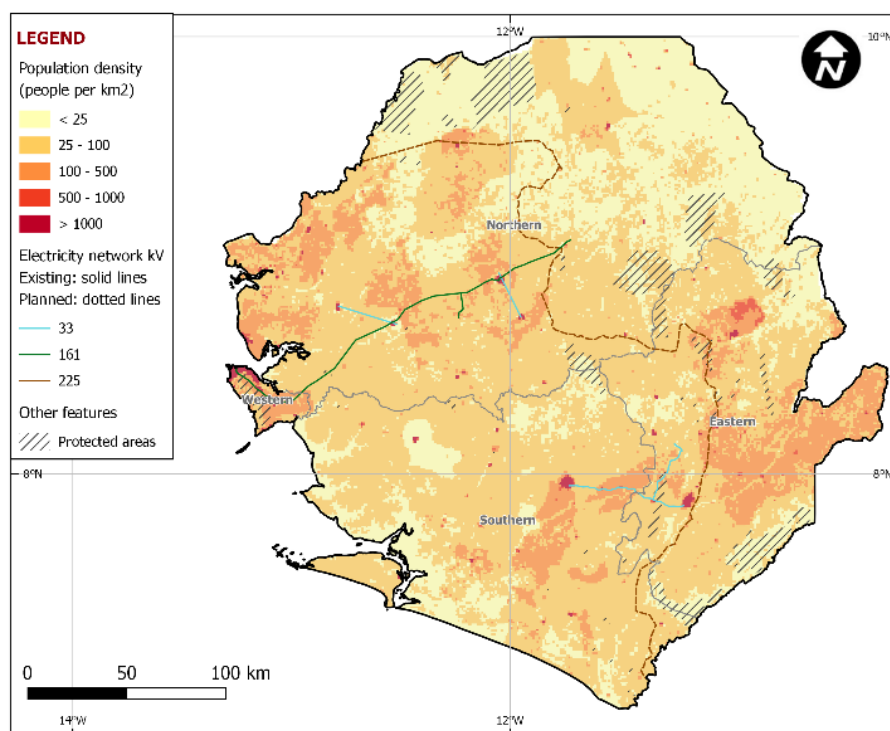 LEGEND
Population density
(people per km2)
< 25
25 - 100
100 - 500
500 - 1000
> 1000
Electricity network kV
Existing: solid lines
Planned: dotted lines
33
161
225
Other features
Protected areas
12°W
10°N
N
Northern
Western
Eastern
8°N
8°N
Southern
0 50 100 km
14°W
12°W